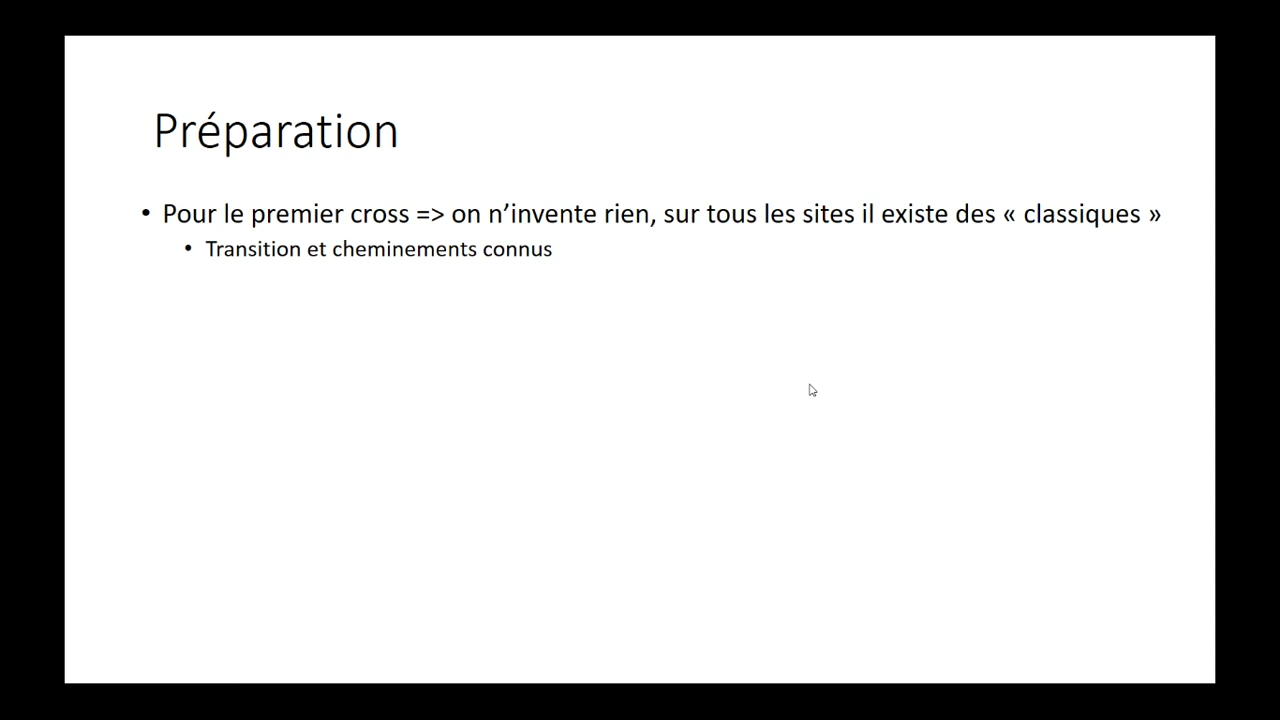 Préparation
• Pour le premier cross => on n’invente rien, sur tous les sites il existe des « classiques »
• Transition et cheminements connus